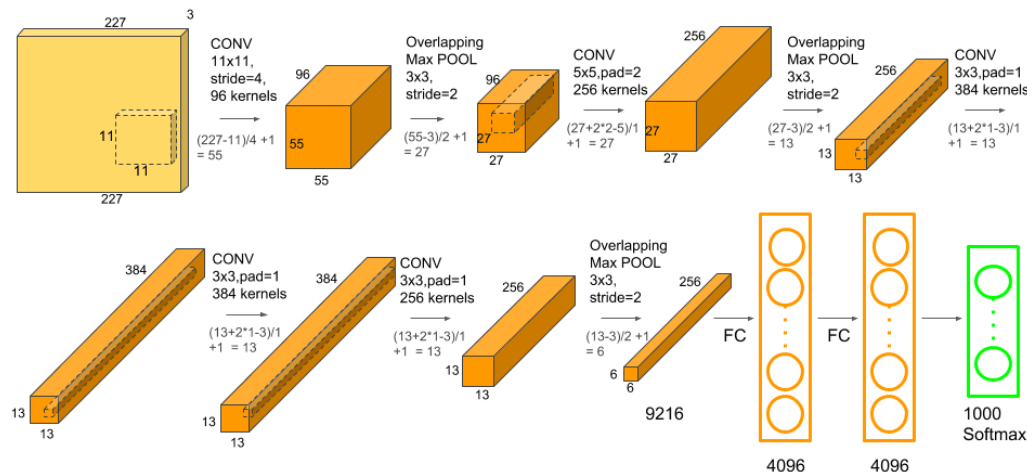 227
3
CONV
11x11,
stride=4,
96 kernels
(227-11)/4 +1
= 55
11
11
227
96
55
55
Overlapping
Max POOL
3x3,
stride=2
(55-3)/2 +1
= 27
96
27
27
CONV
5x5,pad=2
256 kernels
(27+2*2-5)/1
+1 = 27
256
27
27
Overlapping
Max POOL
3x3,
stride=2
(27-3)/2 +1
= 13
256
13
13
CONV
3x3,pad=1
384 kernels
(13+2*1-3)/1
+1 = 13
384
13
13
CONV
3x3,pad=1
384 kernels
(13+2*1-3)/1
+1 = 13
384
13
13
CONV
3x3,pad=1
256 kernels
(13+2*1-3)/1
+1 = 13
256
13
13
Overlapping
Max POOL
3x3,
stride=2
(13-3)/2 +1
= 6
256
6
6
9216
FC
4096
FC
4096
1000
Softmax